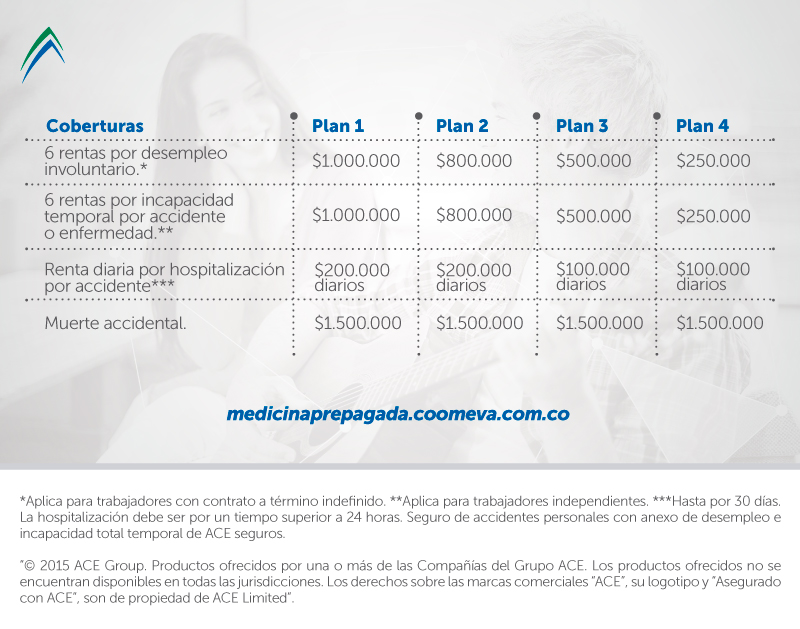 Coberturas Plan 1 Plan 2 Plan 3 Plan 4
6 rentas por desempleo
involuntario.* $1.000.000 $800.000 $500.000 $250.000
6 rentas por incapacidad
temporal por accidente $1.000.000 $800.000 $500.000 $250.000
o enfermedad.**
Renta diaria por hospitalización $200.000 $200.000 $100.000 $100.000
por accidente*** diarios diarios diarios diarios
Muerte accidental. $1.500.000 $1.500.000 $1.500.000 $1.500.000
medicinaprepagada.coomeva.com.co
*Aplica para trabajadores con contrato a término indefinido. **Aplica para trabajadores independientes. ***Hasta por 30 días.
La hospitalización debe ser por un tiempo superior a 24 horas. Seguro de accidentes personales con anexo de desempleo e
incapacidad total temporal de ACE seguros.
"© 2015 ACE Group. Productos ofrecidos por una o más de las Compañías del Grupo ACE. Los productos ofrecidos no se
encuentran disponibles en todas las jurisdicciones. Los derechos sobre las marcas comerciales "ACE", su logotipo y "Asegurado
con ACE", son de propiedad de ACE Limited".